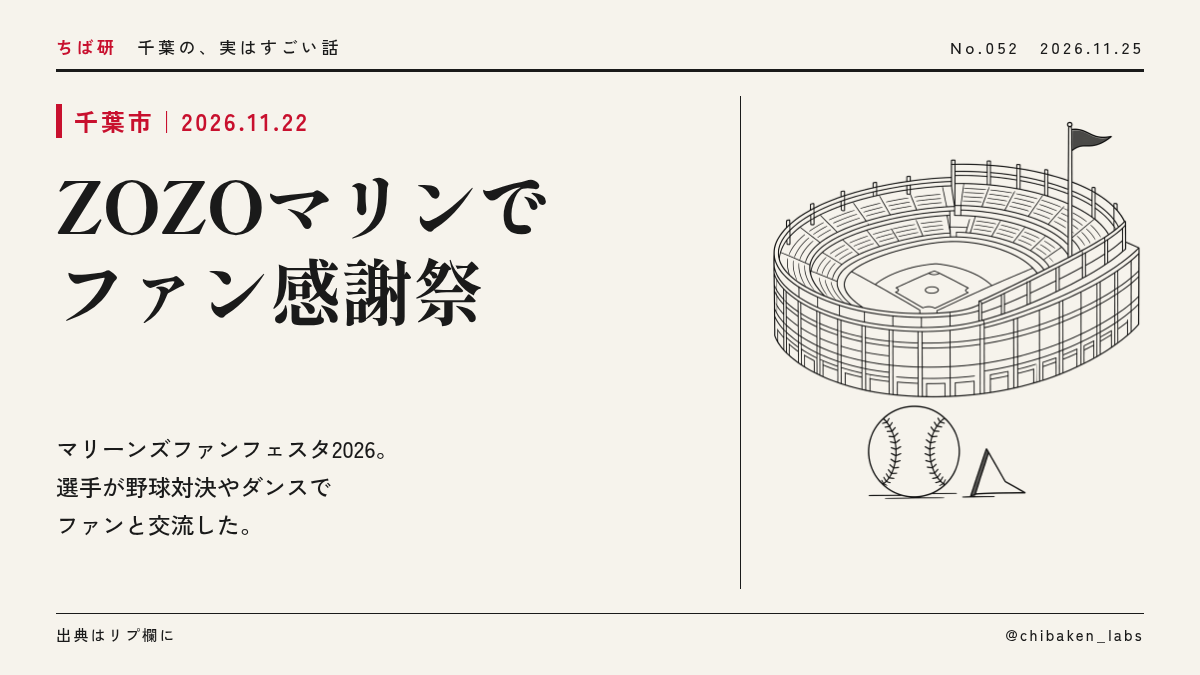 ちば研 千葉の、実はすごい話
No.052 2026.11.25
千葉市｜2026.11.22
ZOZOマリンで
ファン感謝祭
マリーンズファンフェスタ2026。
選手が野球対決やダンスで
ファンと交流した。
出典はリプ欄に
@chibaken_labs